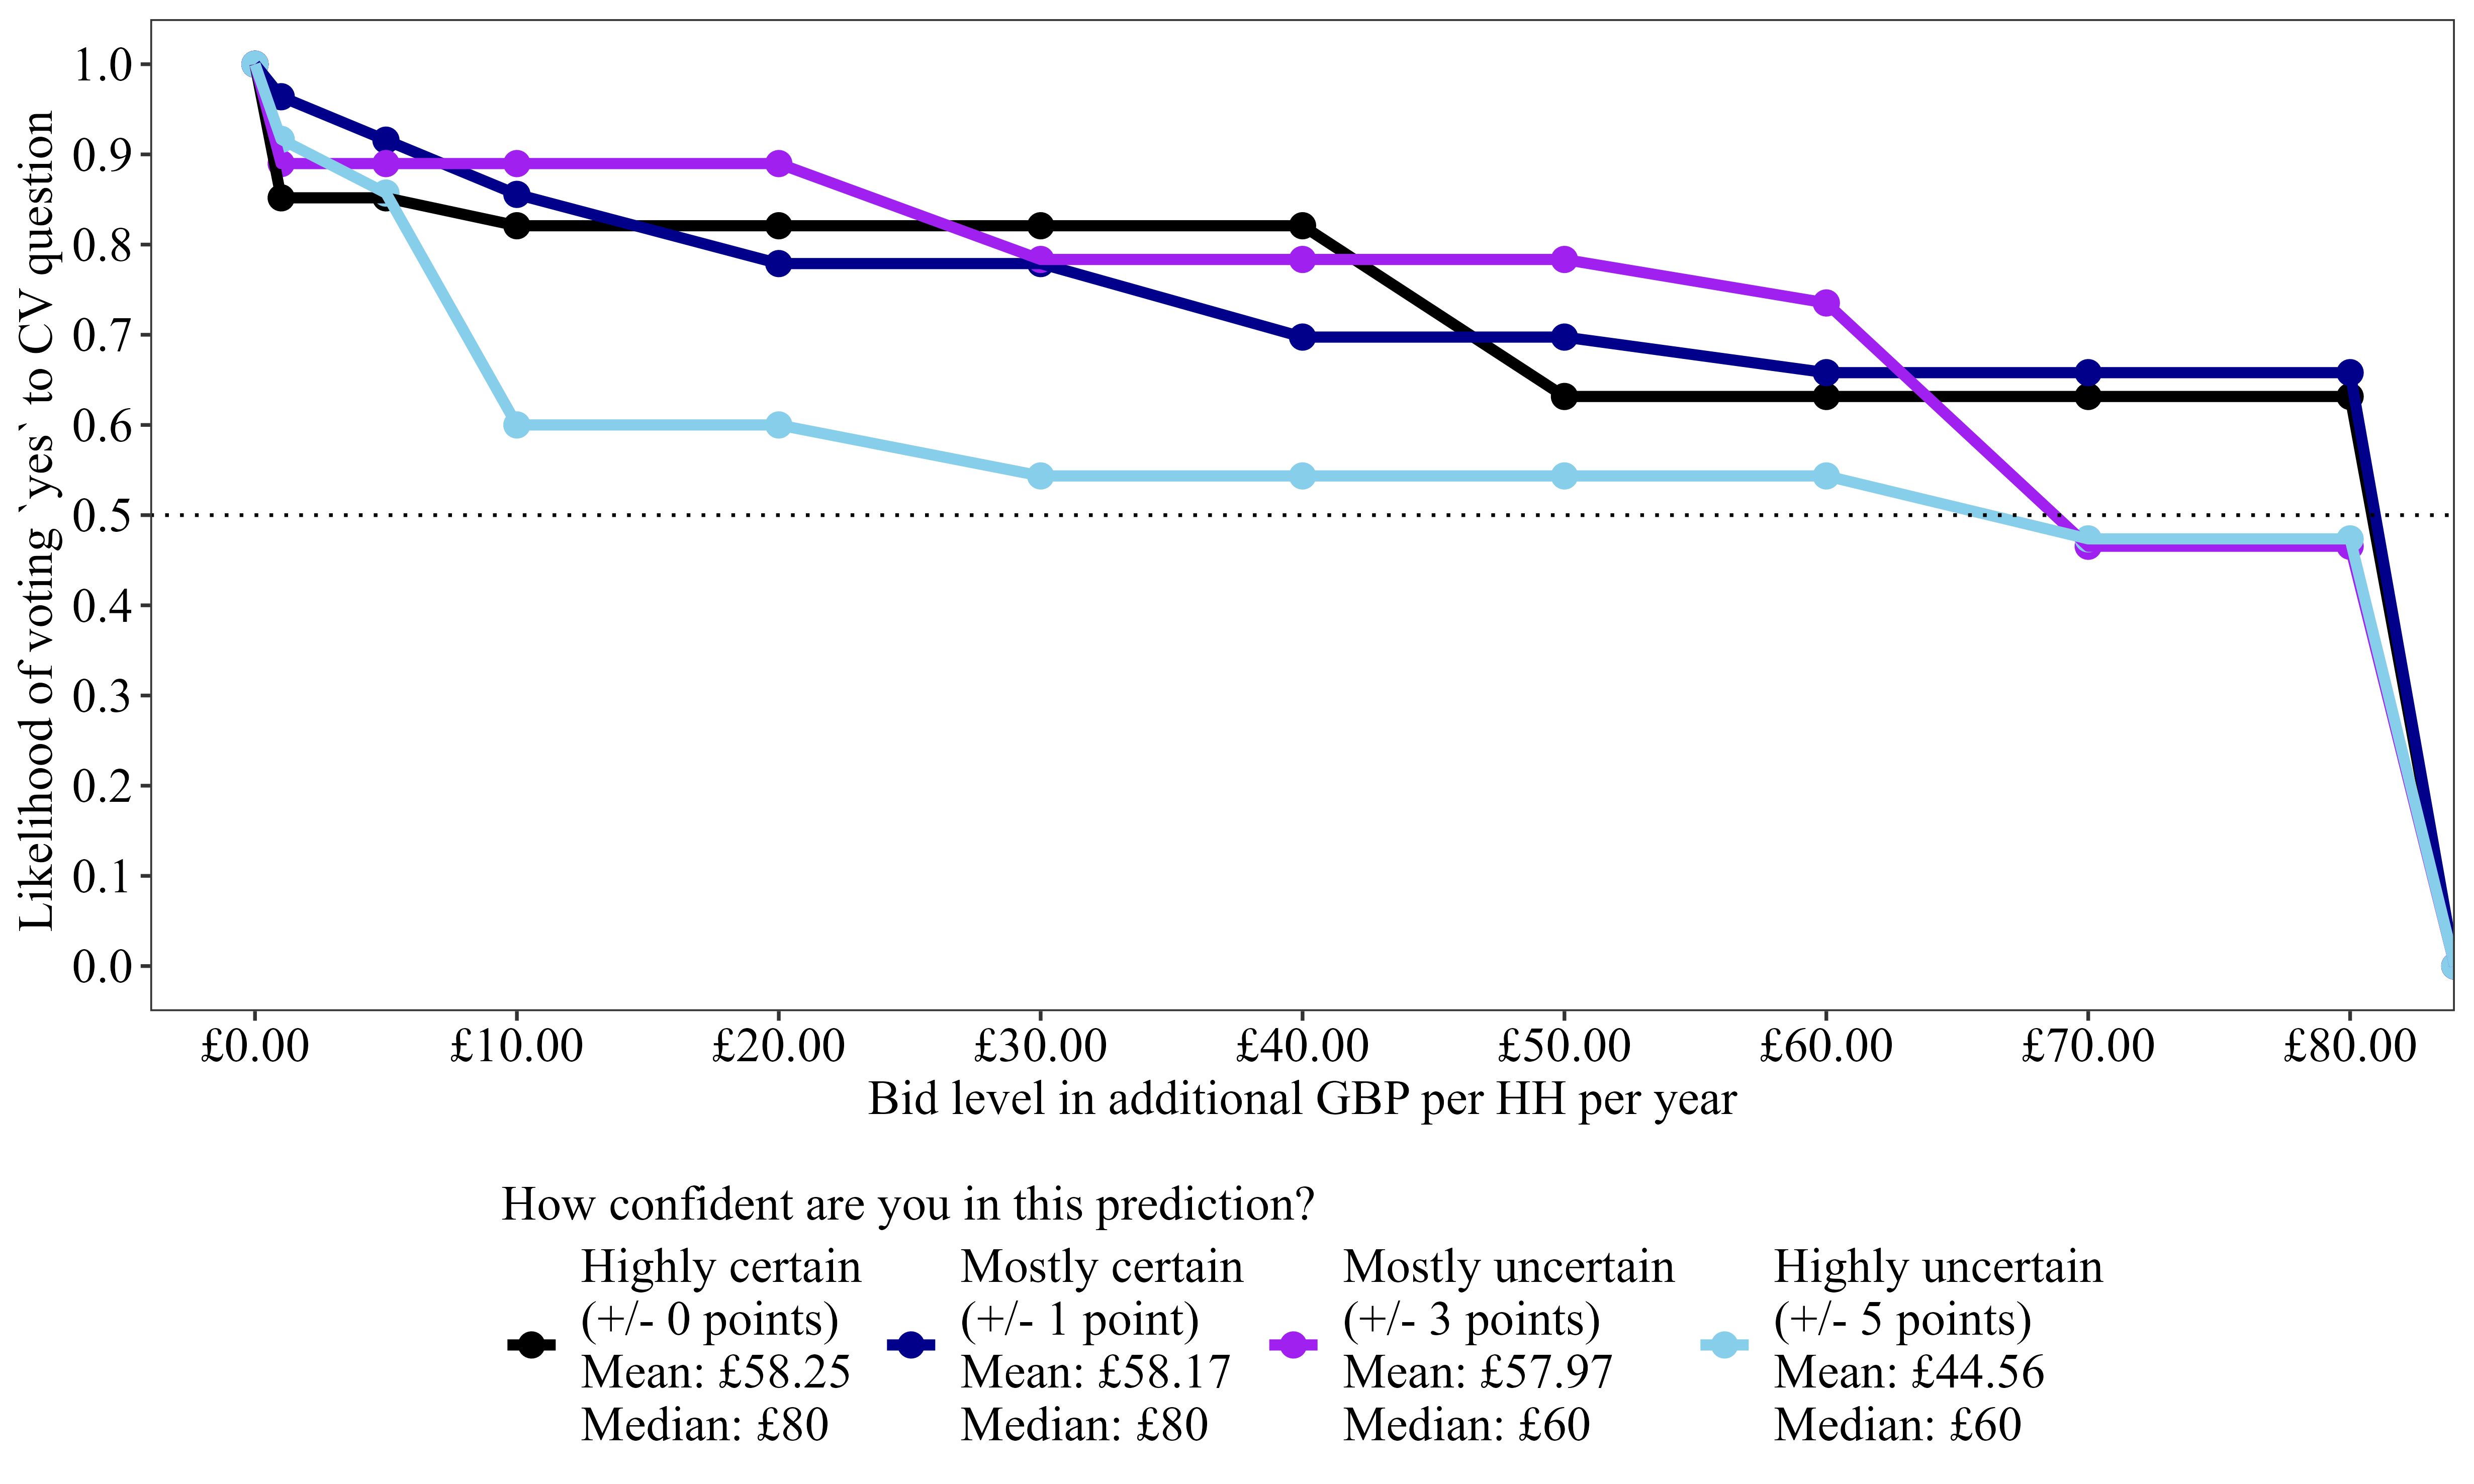 Likelihood of voting `yes` to CV question
1.0
0.9
0.8
0.7
0.6
0.5
0.4
0.3
0.2
0.1
0.0
£0.00 £10.00 £20.00 £30.00 £40.00 £50.00 £60.00 £70.00 £80.00
Bid level in additional GBP per HH per year
How confident are you in this prediction?
Highly certain
(+/- 0 points)
Mean: £58.25
Median: £80
Mostly certain
(+/- 1 point)
Mean: £58.17
Median: £80
Mostly uncertain
(+/- 3 points)
Mean: £57.97
Median: £60
Highly uncertain
(+/- 5 points)
Mean: £44.56
Median: £60